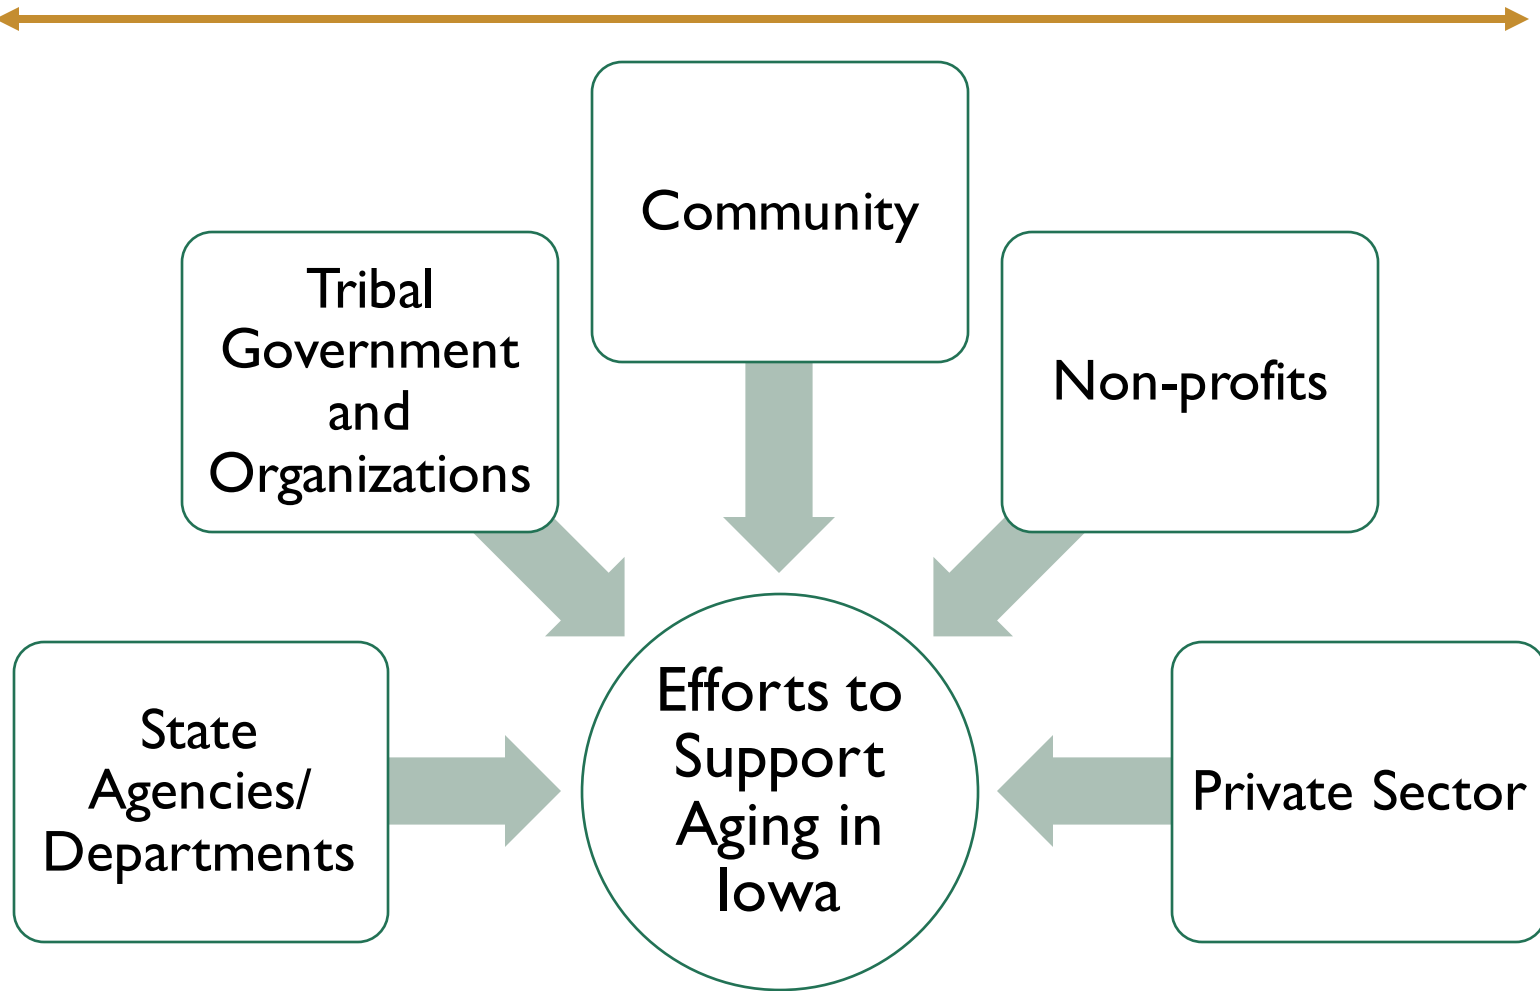 Community
Tribal
Government
and
Organizations
Non-profits
State
Agencies/
Departments
Efforts to
Support
Aging in
Iowa
Private Sector